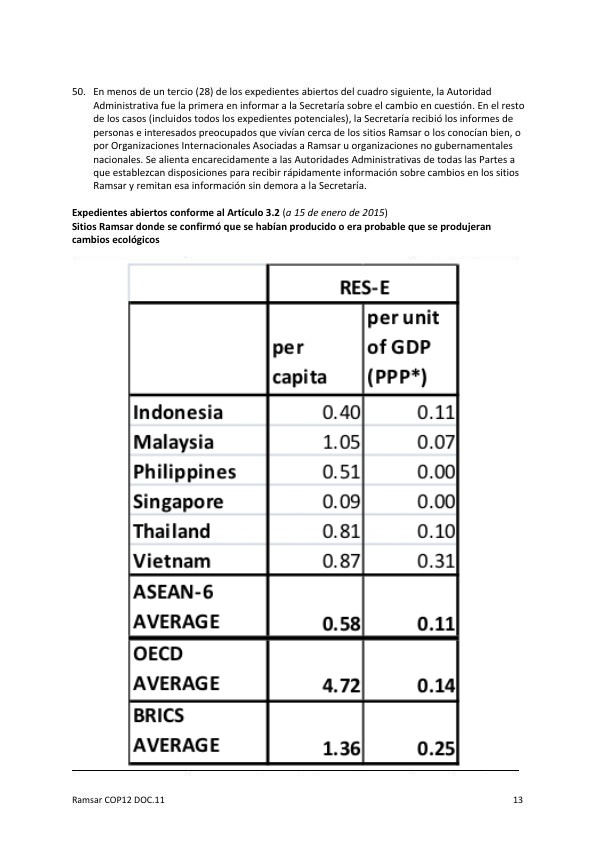 50. En menos de un tercio (28) de los expedientes abiertos del cuadro siguiente, la Autoridad
Administrativa fue la primera en informar a la Secretaría sobre el cambio en cuestión. En el resto
de los casos (incluidos todos los expedientes potenciales), la Secretaría recibió los informes de
personas e interesados preocupados que vivían cerca de los sitios Ramsar o los conocían bien, o
por Organizaciones Internacionales Asociadas a Ramsar u organizaciones no gubernamentales
nacionales. Se alienta encarecidamente a las Autoridades Administrativas de todas las Partes a
que establezcan disposiciones para recibir rápidamente información sobre cambios en los sitios
Ramsar y remitan esa información sin demora a la Secretaría.
Expedientes abiertos conforme al Artículo 3.2 (a 15 de enero de 2015)
Sitios Ramsar donde se confirmó que se habían producido o era probable que se produjeran
cambios ecológicos
RES-E
per unit
per of GDP
capita (PPP*)
Indonesia 0.40 0.11
Malaysia 1.05 0.07
Philippines 0.51 0.00
Singapore 0.09 0.00
Thailand 0.81 0.10
Vietnam 0.87 0.31
ASEAN-6
AVERAGE 0.58 0.11
OECD
AVERAGE 4.72 0.14
BRICS
AVERAGE 1.36 0.25
Ramsar COP12 DOC.11 13